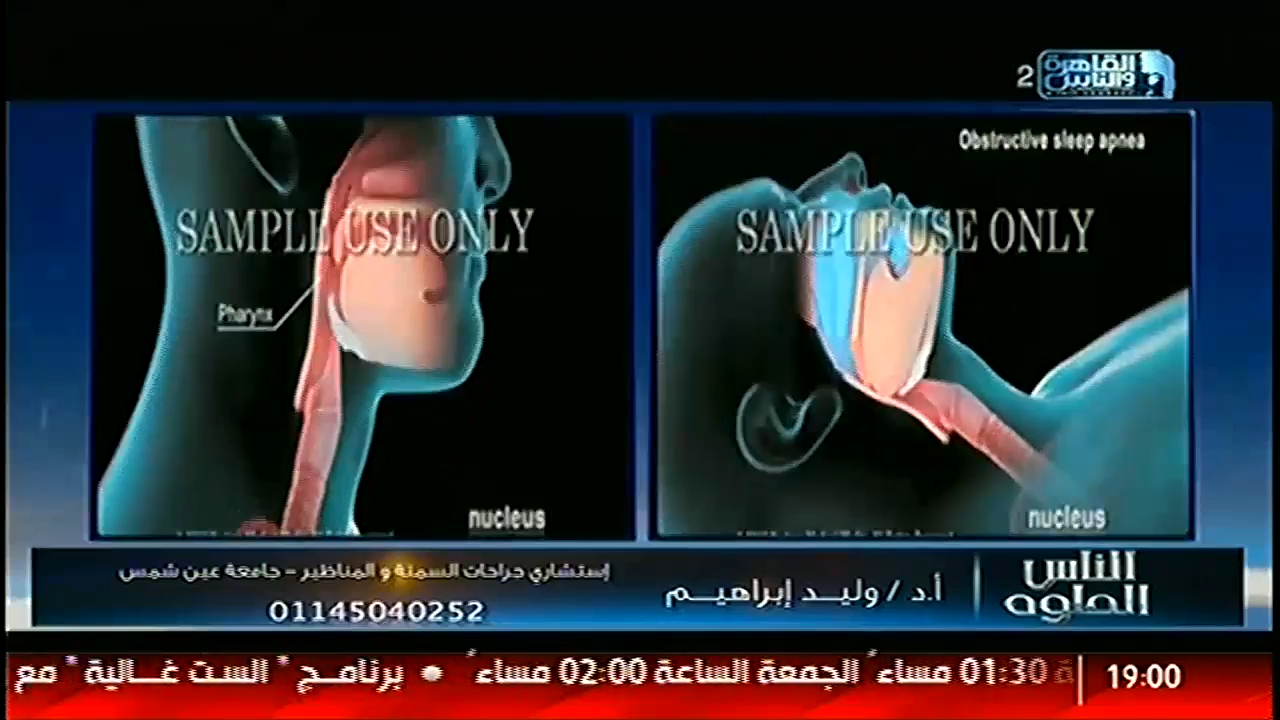 2
القاهرة
والناس
Obstructive sleep apnea
SAMPLE USE ONLY
SAMPLE USE ONLY
Pharynx
nucleus
nucleus
الناس
الحلوه
أ.د / وليد إبراهيم
إستشاري جراحات السمنة و المناظير - جامعة عين شمس
01145040252
01:30 مساءً الجمعة الساعة 02:00 مساءً • برنامج " الست غالية " مع
19:00